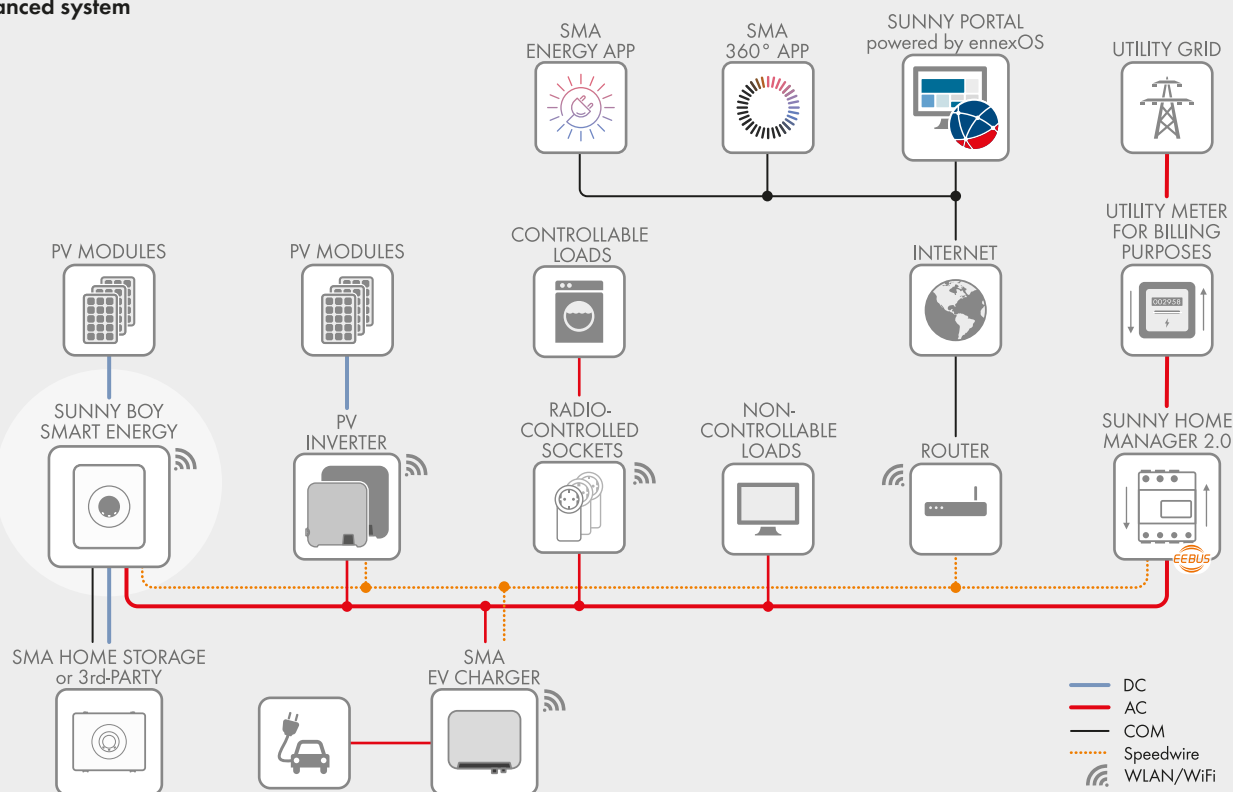 anced system
SMA
ENERGY APP
SMA
360° APP
SUNNY PORTAL
powered by ennexOS
UTILITY GRID
UTILITY METER
FOR BILLING
PURPOSES
002958
PV MODULES
PV MODULES
CONTROLLABLE
LOADS
INTERNET
SUNNY BOY
SMART ENERGY
PV
INVERTER
RADIO-
CONTROLLED
SOCKETS
NON-
CONTROLLABLE
LOADS
ROUTER
SUNNY HOME
MANAGER 2.0
EEBUS
SMA HOME STORAGE
or 3rd-PARTY
SMA
EV CHARGER
DC
AC
COM
Speedwire
WLAN/WiFi